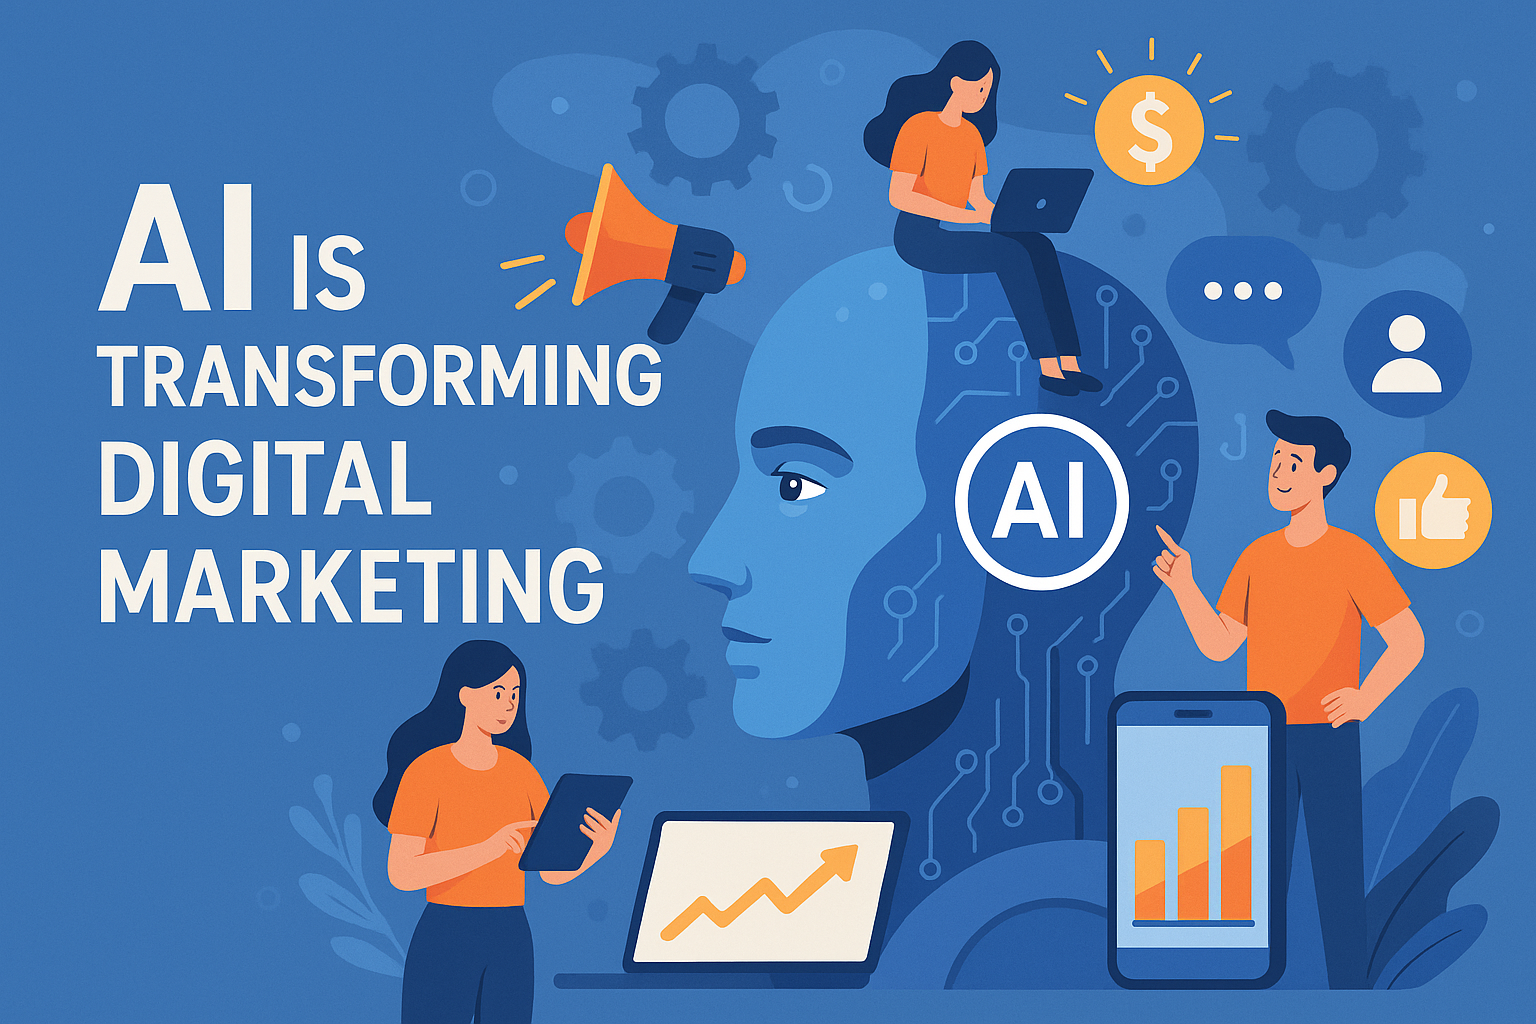 AI IS
TRANSFORMING
DIGITAL
MARKETING
$
AI